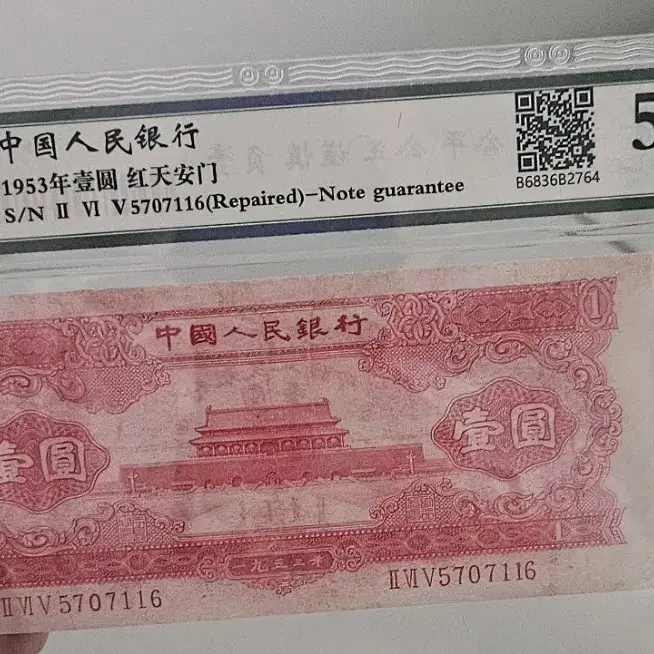 中国人民银行
1953年壹圆 红天安门
S/N Ⅱ Ⅵ Ⅴ 5707116(Repaired)-Note guarantee
B6836B2764
5
中國人民銀行
1
壹圓
壹圓
1
一九五三年
ⅡⅥⅤ5707116
ⅡⅥⅤ5707116